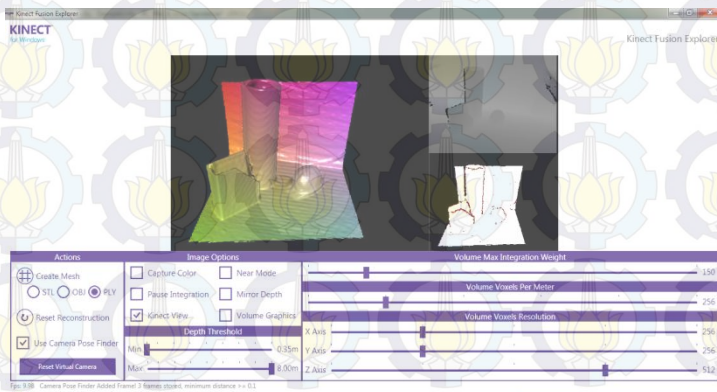 Kinect Fusion Explorer
KINECT
for Windows
Kinect Fusion Explorer
Actions
Create Mesh
STL OBJ PLY
Reset Reconstruction
Use Camera Pose Finder
Reset Virtual Camera
Image Options
Capture Color Near Mode
Pause Integration Mirror Depth
Kinect View Volume Graphics
Depth Threshold
Min. 0.35m
Max. 8.00m
Volume Max Integration Weight
150
Volume Voxels Per Meter
256
Volume Voxels Resolution
X Axis 256
Y Axis 256
Z Axis 512
Fps: 9.98 Camera Pose Finder Added Frame! 3 frames stored, minimum distance >= 0.1